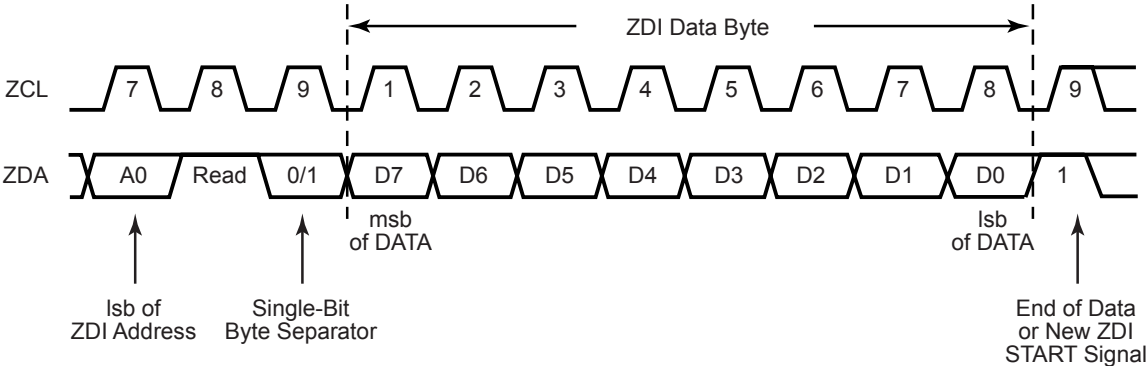 ZDI Data Byte
ZCL 7 8 9 1 2 3 4 5 6 7 8 9
ZDA A0 Read 0/1 D7 D6 D5 D4 D3 D2 D1 D0 1
msb
of DATA
lsb
of DATA
lsb of
ZDI Address
Single-Bit
Byte Separator
End of Data
or New ZDI
START Signal